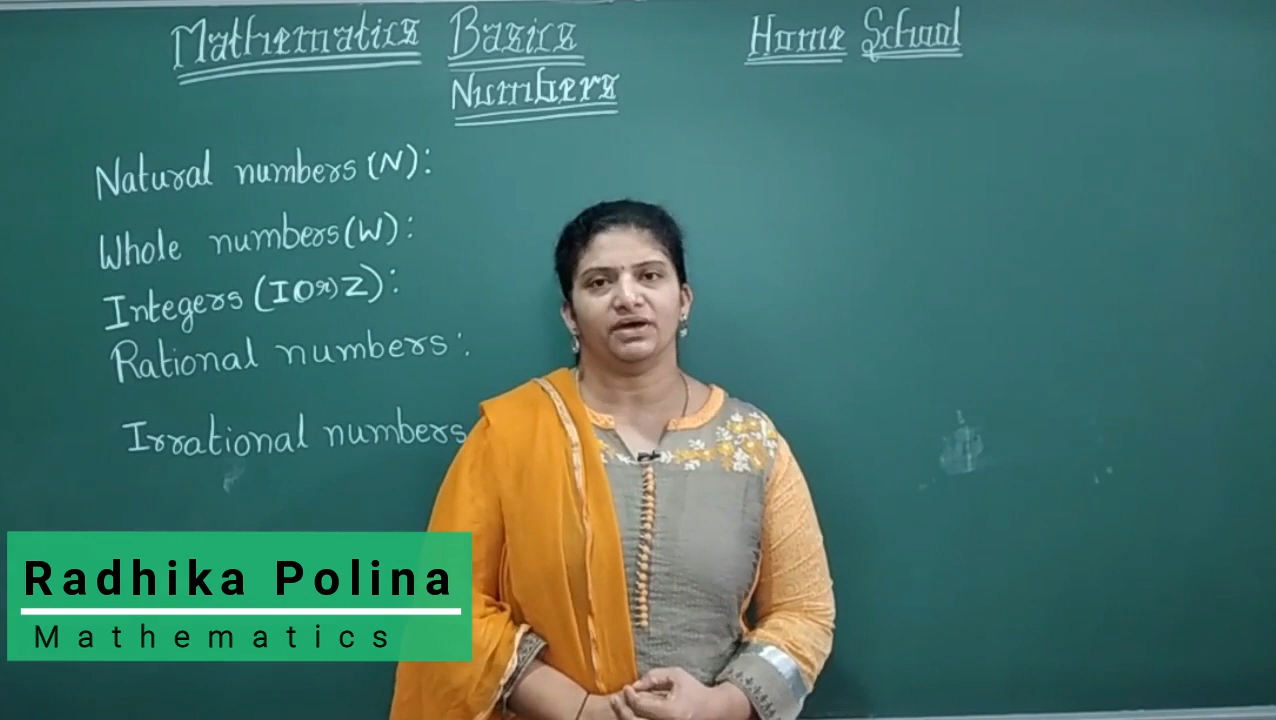 Mathematics Basics
Home School
Numbers
Natural numbers (N):
Whole numbers (W):
Integers (I Or) Z):
Rational numbers:
Irrational numbers
Radhika Polina
Mathematics